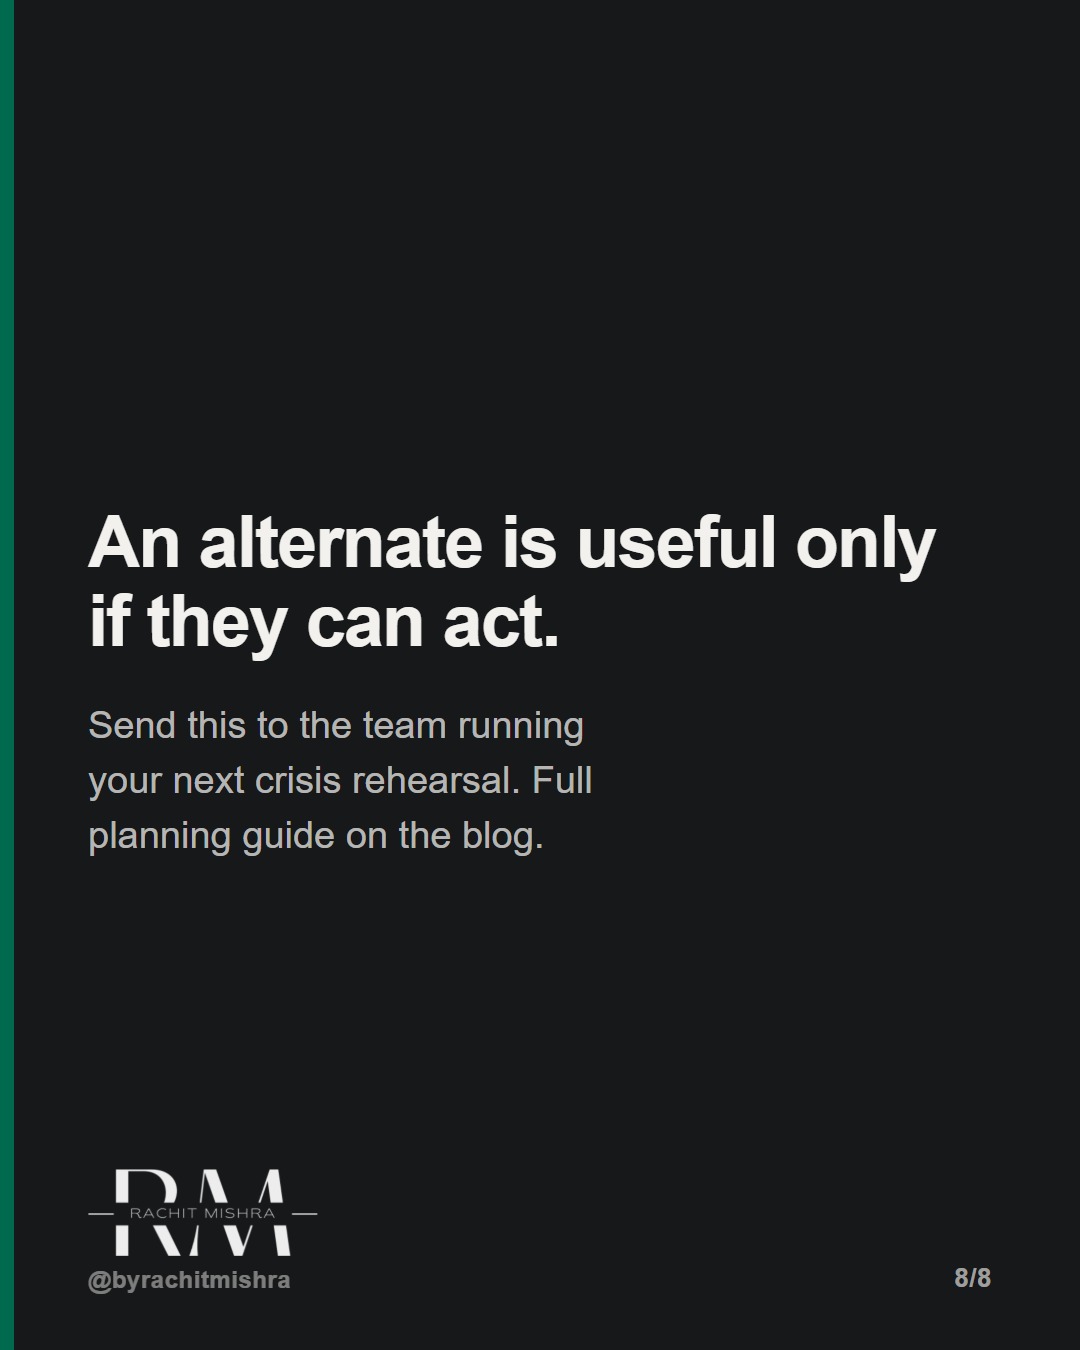 An alternate is useful only
if they can act.
Send this to the team running
your next crisis rehearsal. Full
planning guide on the blog.
RM
RACHIT MISHRA
@byrachitmishra
8/8